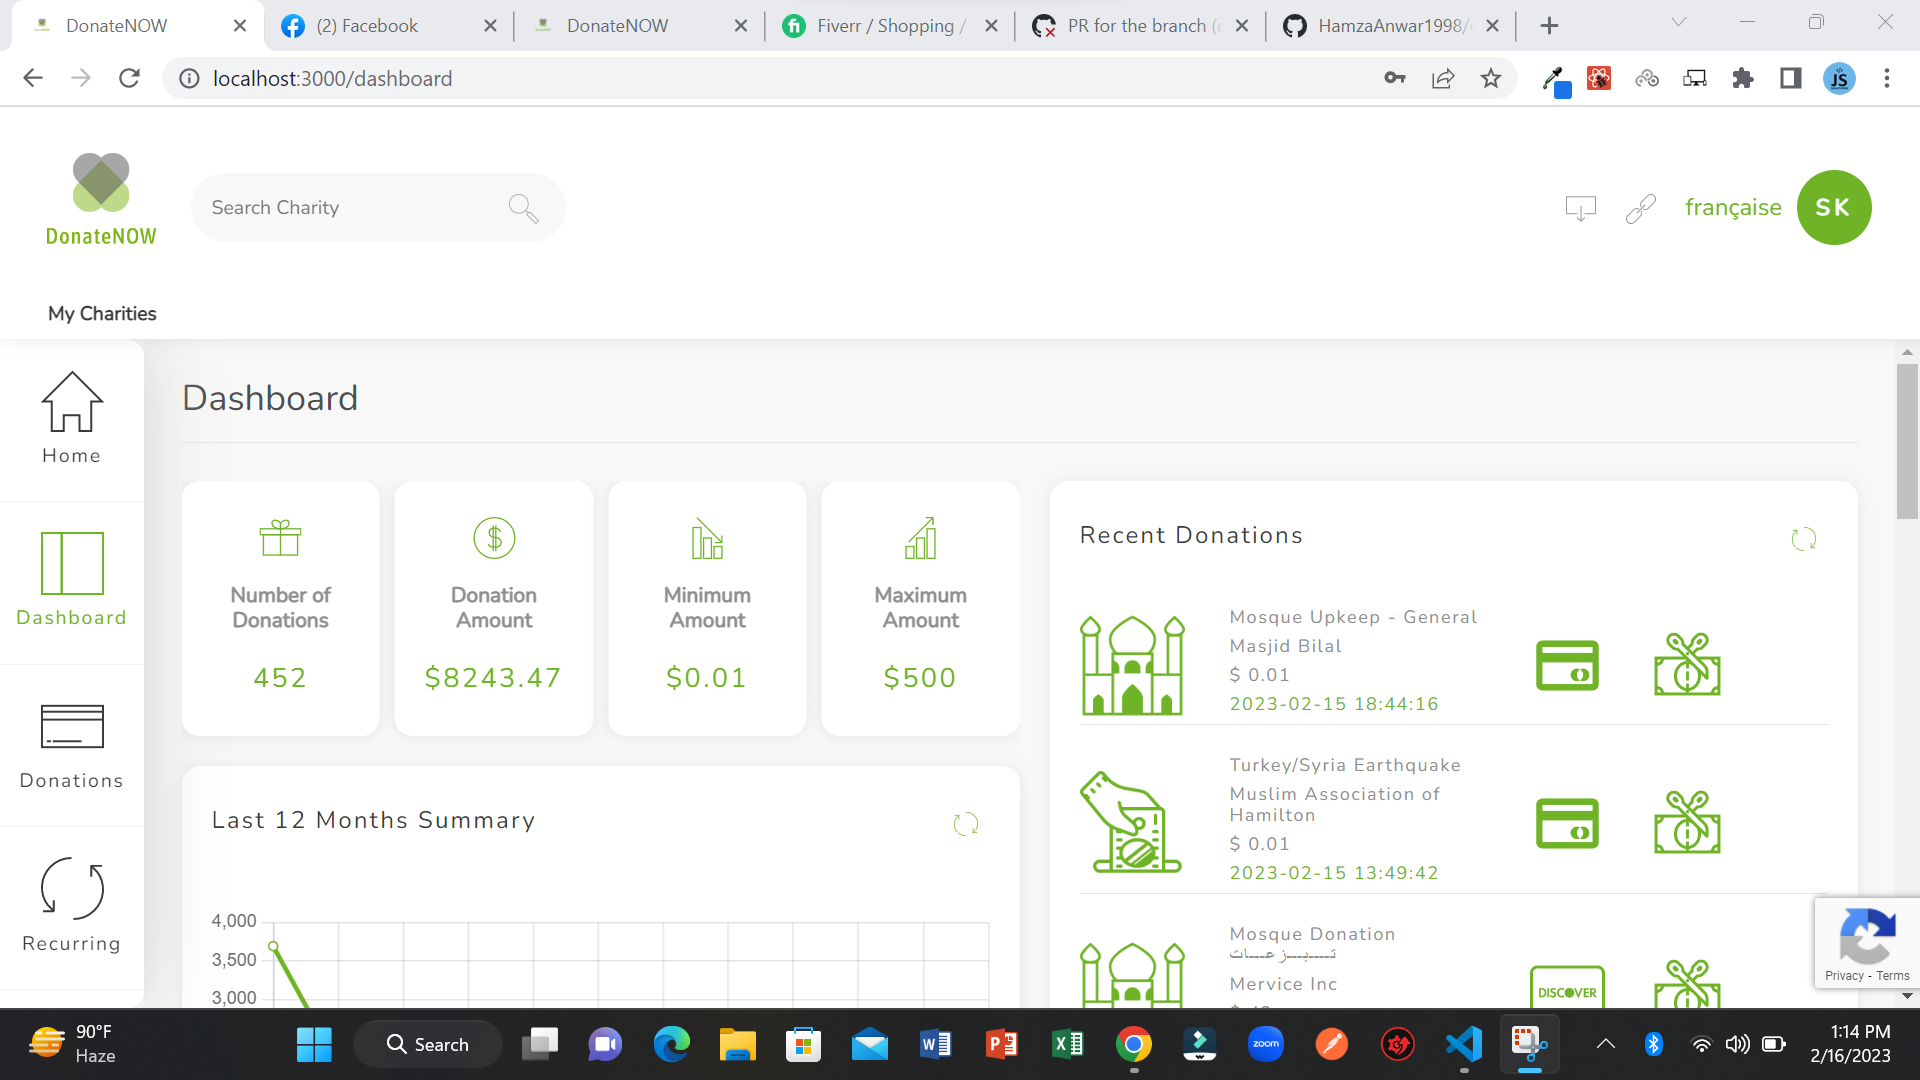 DonateNOW
(2) Facebook
DonateNOW
Fiverr / Shopping /
PR for the branch (e
HamzaAnwar1998/
localhost:3000/dashboard
JS
DonateNOW
Search Charity
française
SK
My Charities
Home
Dashboard
Donations
Recurring
Dashboard
Number of
Donations
452
Donation
Amount
$8243.47
Minimum
Amount
$0.01
Maximum
Amount
$500
Last 12 Months Summary
4,000
3,500
3,000
Recent Donations
Mosque Upkeep - General
Masjid Bilal
$ 0.01
2023-02-15 18:44:16
Turkey/Syria Earthquake
Muslim Association of
Hamilton
$ 0.01
2023-02-15 13:49:42
Mosque Donation
Mervice Inc
DISCOVER
Privacy - Terms
90°F
Haze
Search
zoom
1:14 PM
2/16/2023